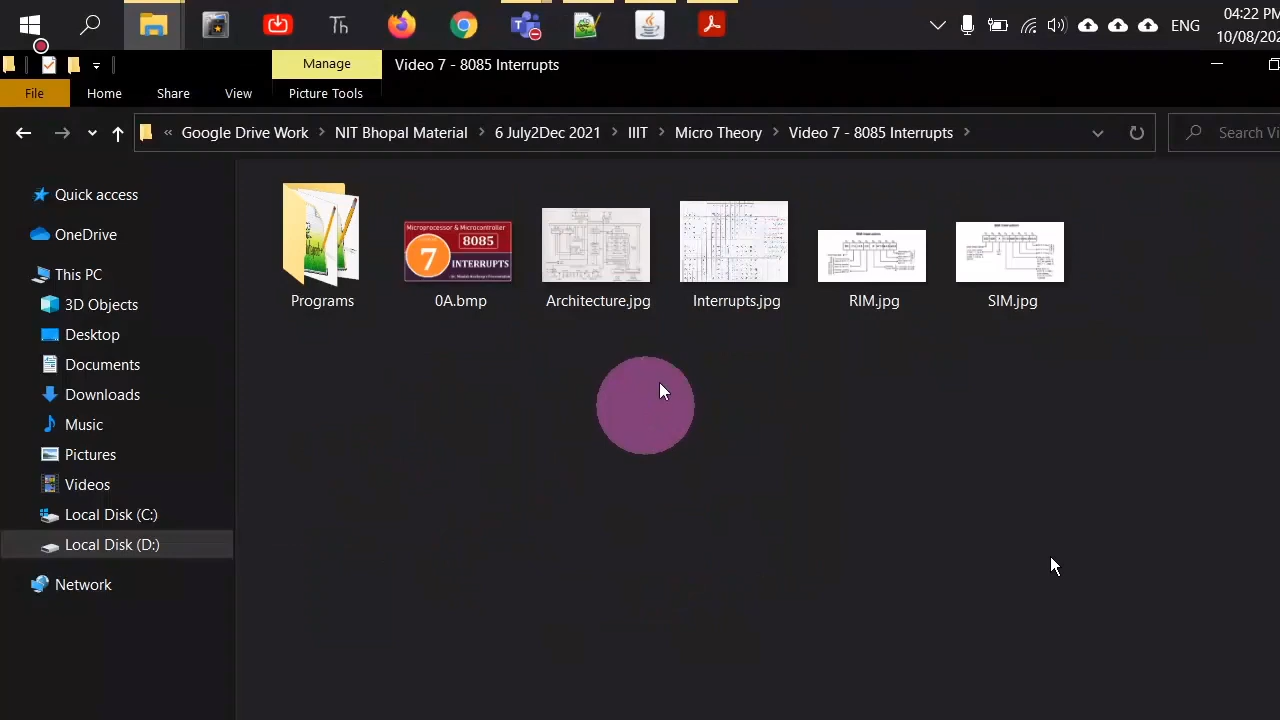 Th
ENG
04:22 PM
10/08/202
Manage
Video 7 - 8085 Interrupts
File
Home
Share
View
Picture Tools
« Google Drive Work > NIT Bhopal Material > 6 July2Dec 2021 > IIIT > Micro Theory > Video 7 - 8085 Interrupts >
Search Vi
Quick access
OneDrive
This PC
3D Objects
Desktop
Documents
Downloads
Music
Pictures
Videos
Local Disk (C:)
Local Disk (D:)
Network
Microprocessor & Microcontroller
8085
7
INTERRUPTS
Programs
0A.bmp
Architecture.jpg
Interrupts.jpg
RIM.jpg
SIM.jpg